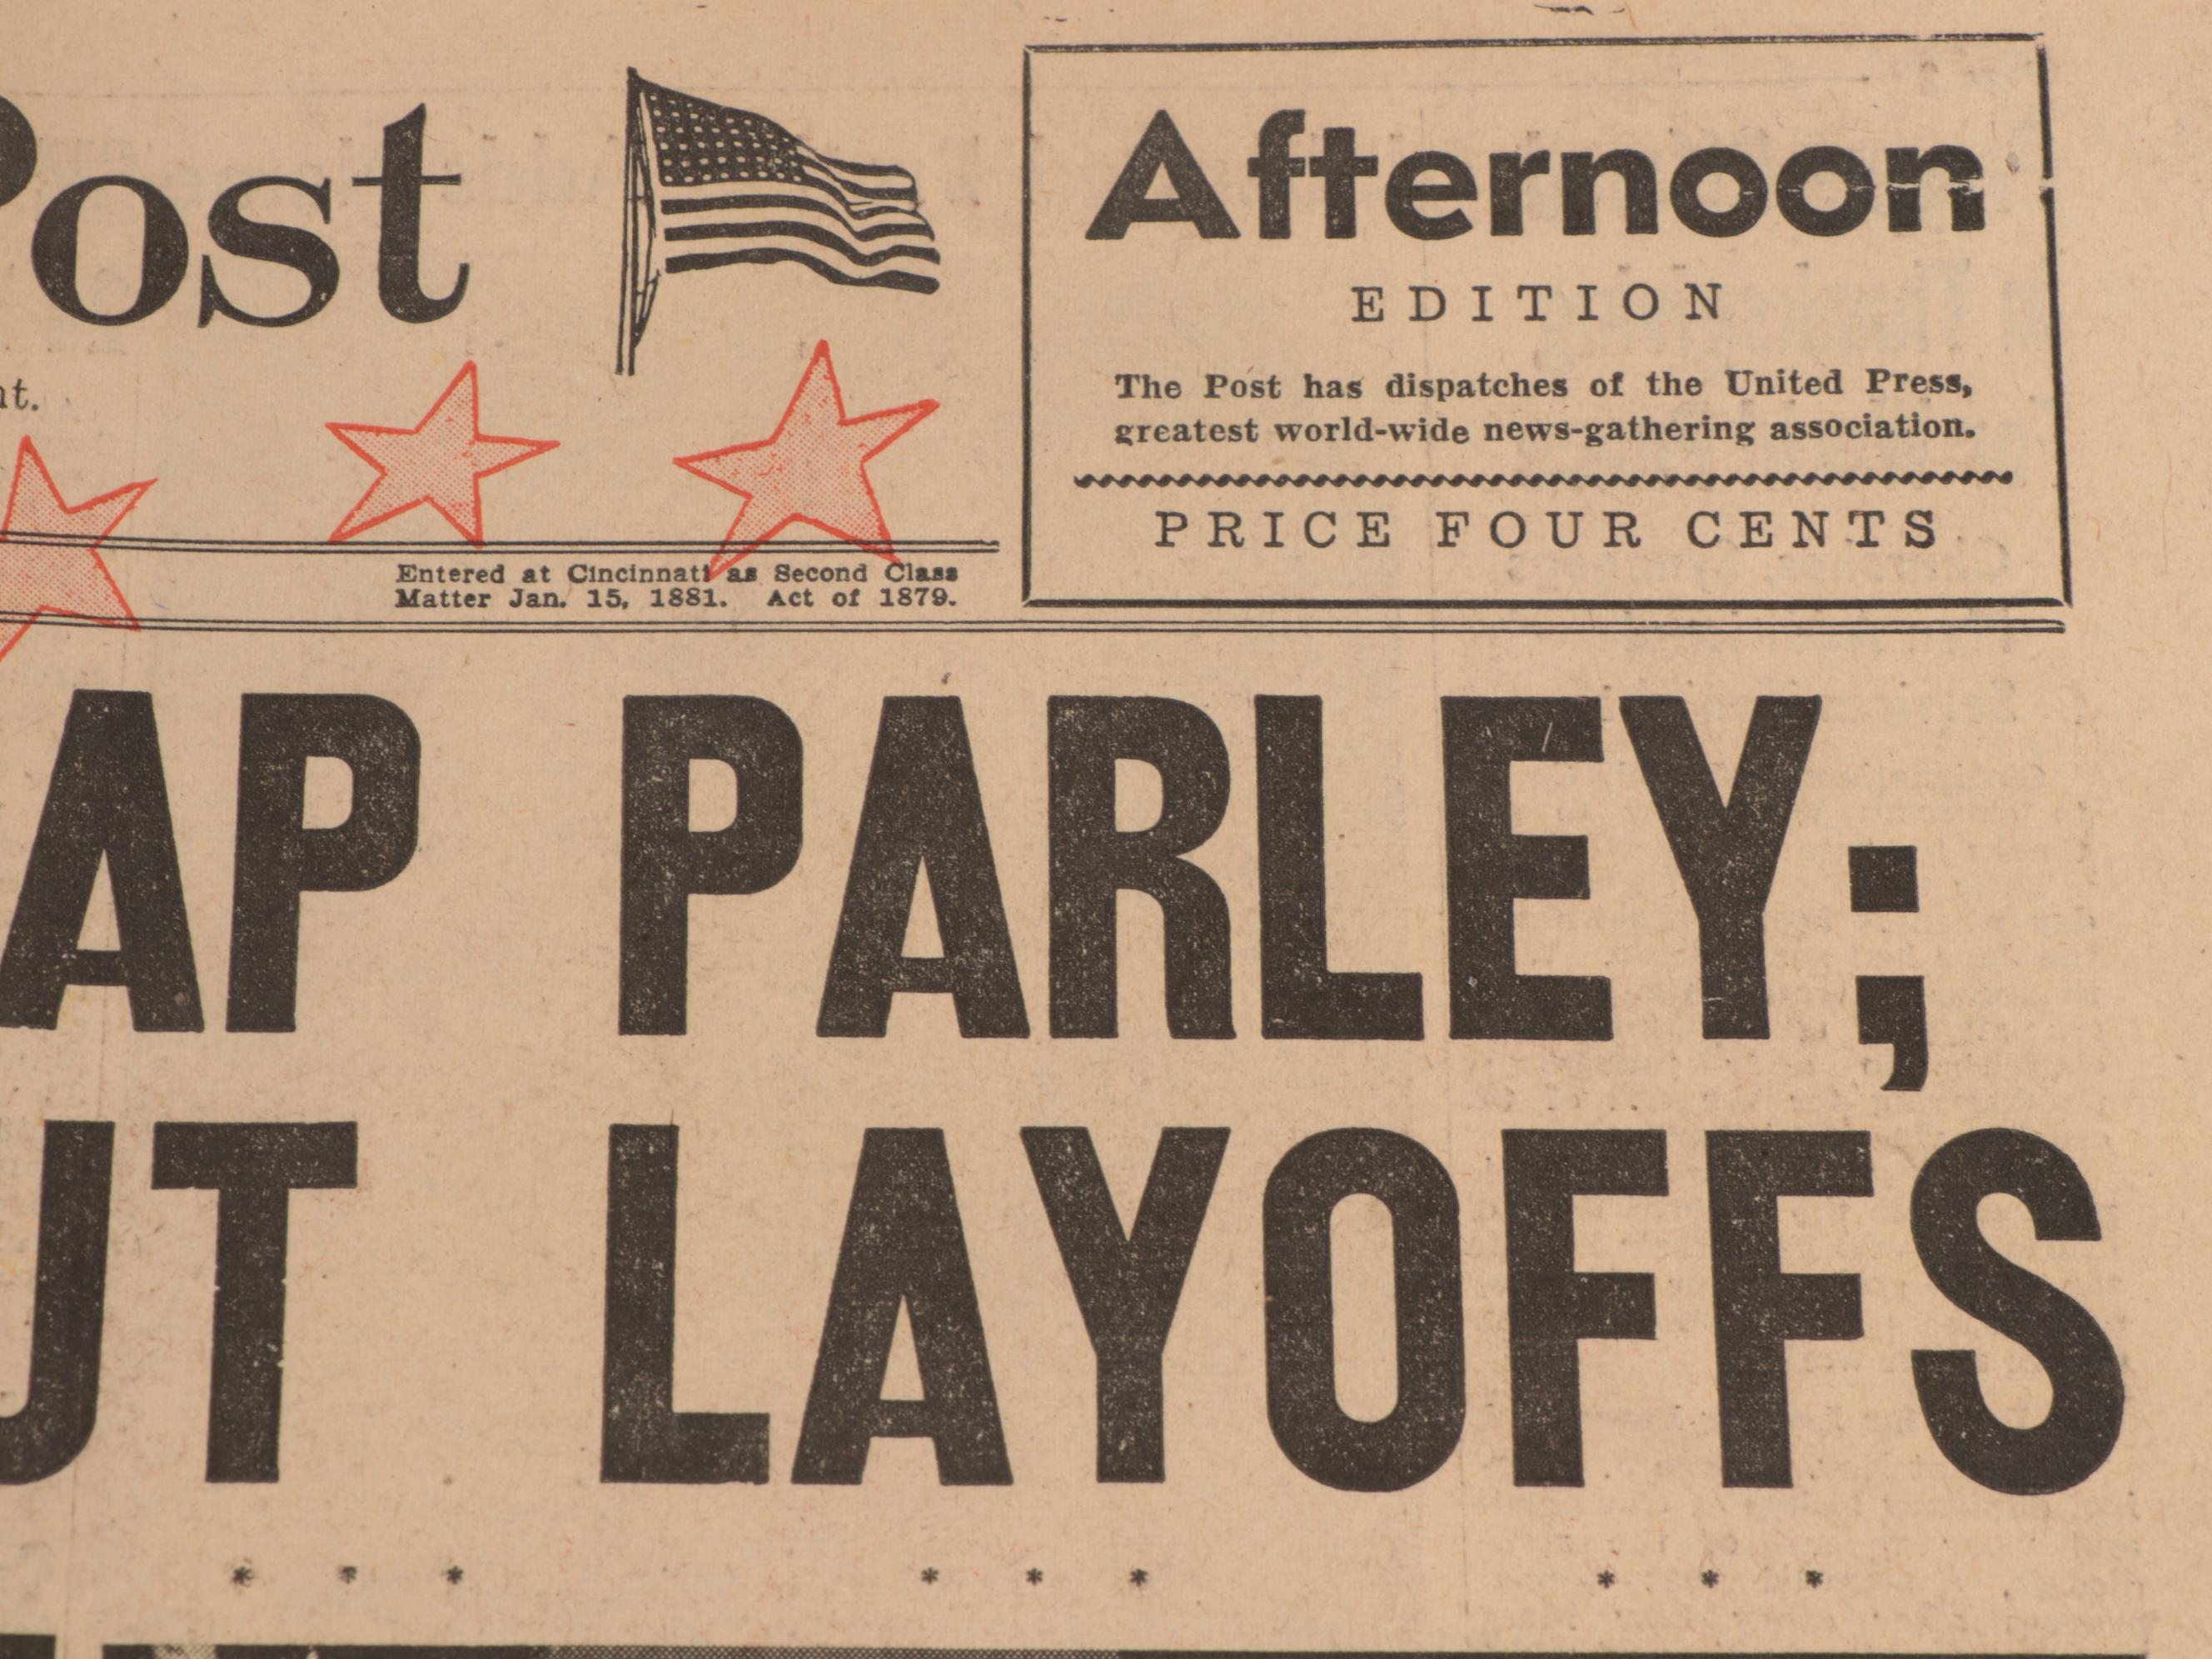 Post
Afternoon
EDITION
The Post has dispatches of the United Press,
greatest world-wide news-gathering association.
PRICE FOUR CENTS
Entered at Cincinnati as Second Class
Matter Jan. 15, 1881. Act of 1879.
AP PARLEY;
UT LAYOFFS
* * * * * * * * *